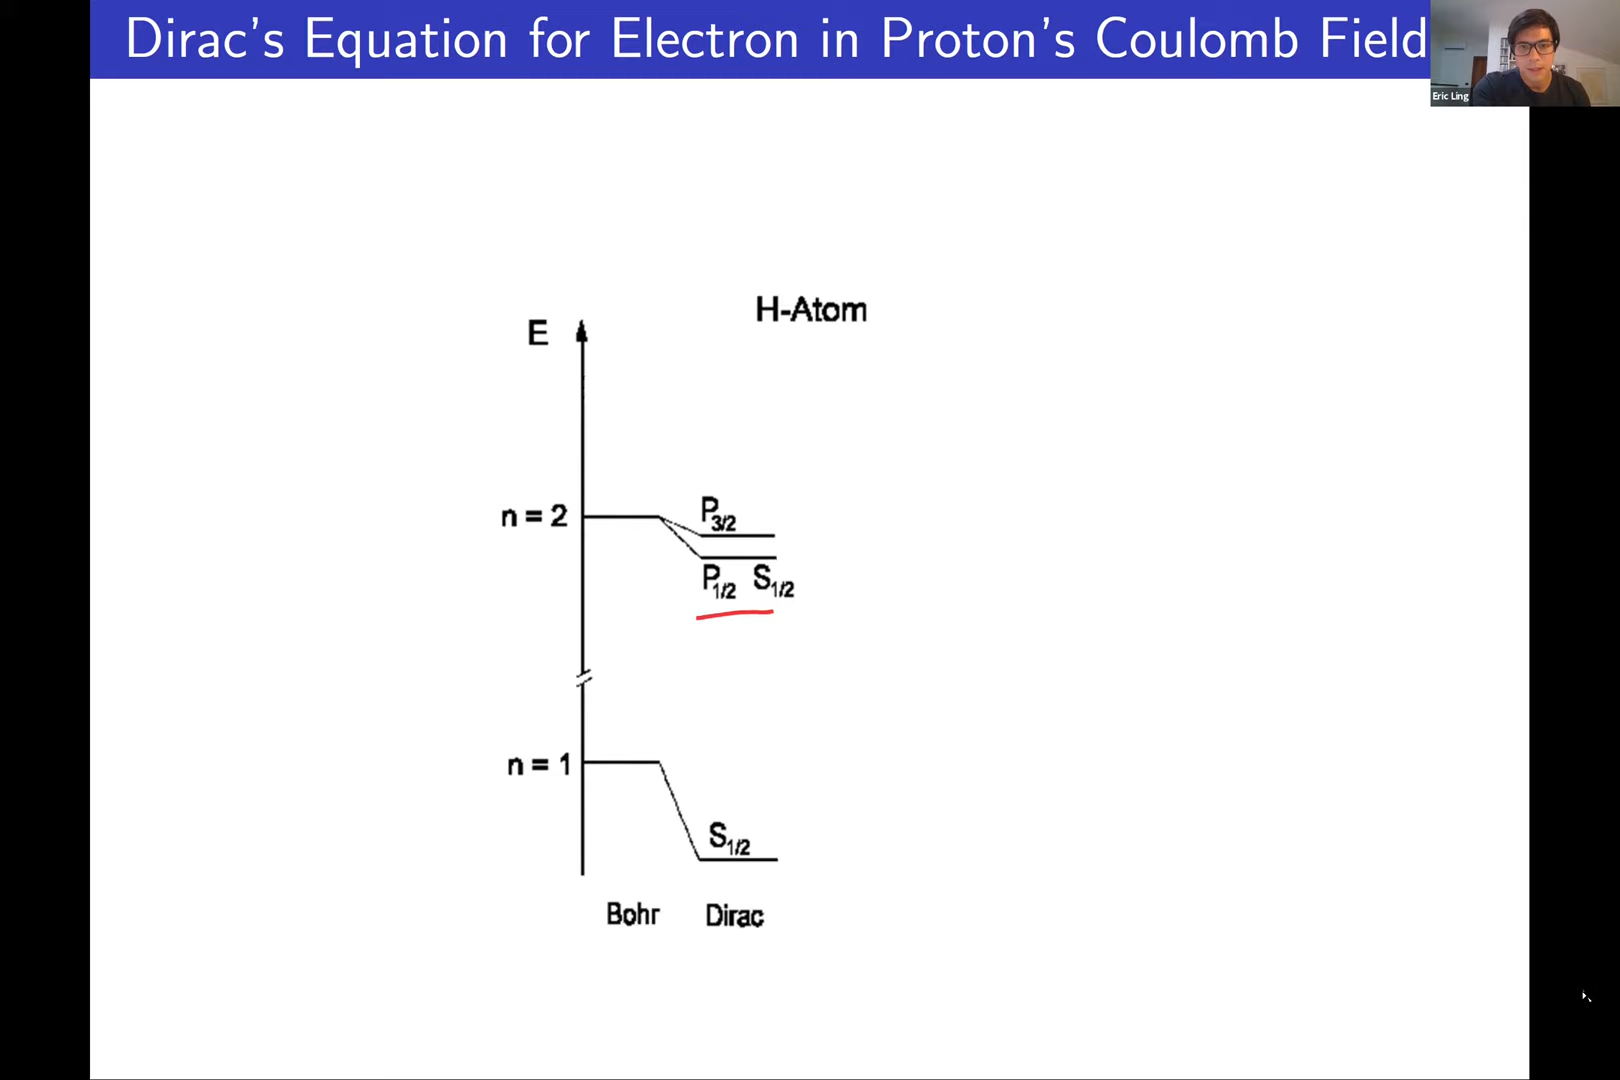 Dirac's Equation for Electron in Proton's Coulomb Field
Eric Ling
H-Atom
E
n = 2
P3/2
P1/2 S1/2
n = 1
S1/2
Bohr Dirac